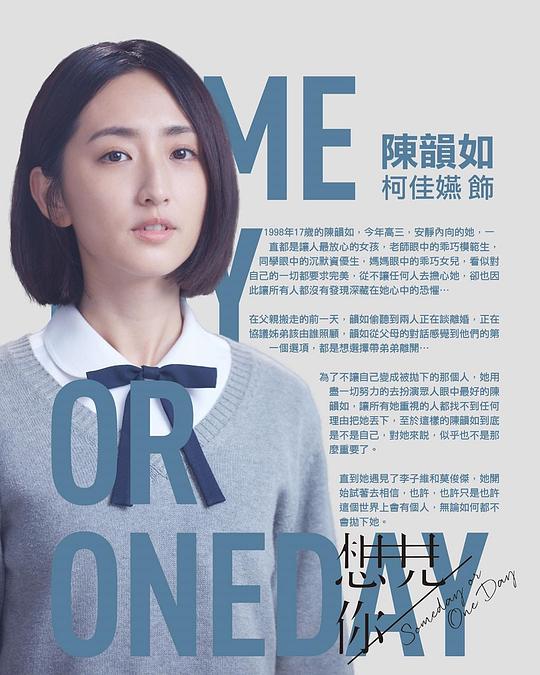 ME
陳韻如
柯佳嬿 飾
Y
1998年17歲的陳韻如，今年高三，安靜內向的她，一
直都是讓人最放心的女孩，老師眼中的乖巧模範生，
同學眼中的沉默資優生，媽媽眼中的乖巧女兒，看似對
自己的一切都要求完美，從不讓任何人去擔心她，卻也因
此讓所有人都沒有發現深藏在她心中的恐懼⋯
在父親搬走的前一天，韻如偷聽到兩人正在談離婚，正在
協議姊弟該由誰照顧，韻如從父母的對話感覺到他們的第
一個選項，都是想選擇帶弟弟離開⋯
為了不讓自己變成被拋下的那個人，她用
盡一切努力的去扮演眾人眼中最好的陳
韻如，讓所有她重視的人都找不到任何
理由把她丟下，至於這樣的陳韻如到底
是不是自己，對她來說，似乎也不是那
麼重要了。
直到她遇見了李子維和莫俊傑，她開
始試著去相信，也許，也許只是也許
這個世界上會有個人，無論如何都不
會拋下她。
OR
ONEDAY
想見
你
Someday or
One Day